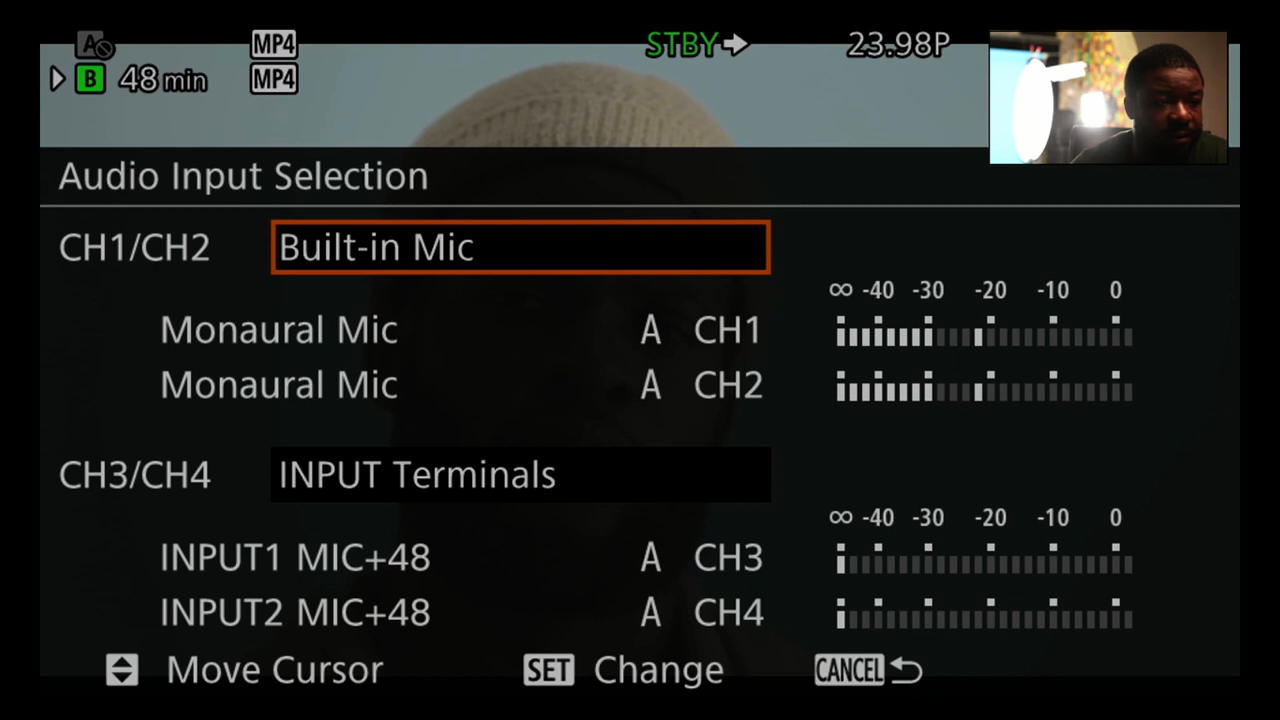 A MP4 STBY 23.98P
B 48 min MP4
Audio Input Selection
CH1/CH2 Built-in Mic
∞ -40 -30 -20 -10 0
Monaural Mic A CH1
Monaural Mic A CH2
CH3/CH4 INPUT Terminals
∞ -40 -30 -20 -10 0
INPUT1 MIC+48 A CH3
INPUT2 MIC+48 A CH4
Move Cursor SET Change CANCEL